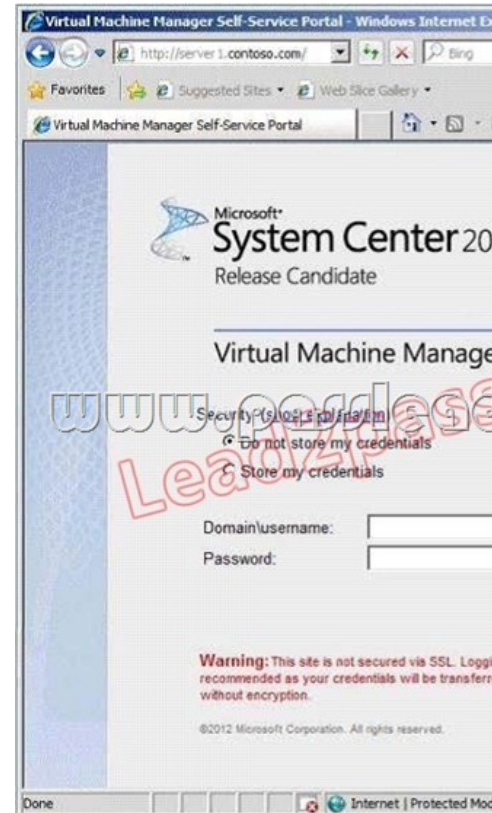 Virtual Machine Manager Self-Service Portal - Windows Internet Ex
http://server1.contoso.com/
Bing
Favorites
Suggested Sites
Web Slice Gallery
Virtual Machine Manager Self-Service Portal
Microsoft
System Center 20
Release Candidate
Virtual Machine Manage
Security (show explanation)
Do not store my credentials
Store my credentials
Domain\username:
Password:
Warning: This site is not secured via SSL. Loggi
recommended as your credentials will be transferr
without encryption.
©2012 Microsoft Corporation. All rights reserved.
Done
Internet | Protected Mod